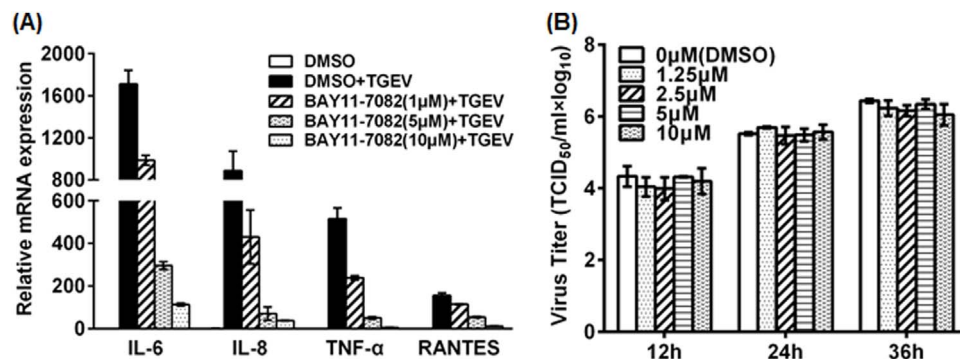 (A)
Relative mRNA expression
2000
1600
1200
800
600
400
200
0
DMSO
DMSO+TGEV
BAY11-7082(1μM)+TGEV
BAY11-7082(5μM)+TGEV
BAY11-7082(10μM)+TGEV
IL-6 IL-8 TNF-α RANTES
(B)
Virus Titer (TCID50/ml×log10)
8
6
4
2
0
0μM(DMSO)
1.25μM
2.5μM
5μM
10μM
12h 24h 36h